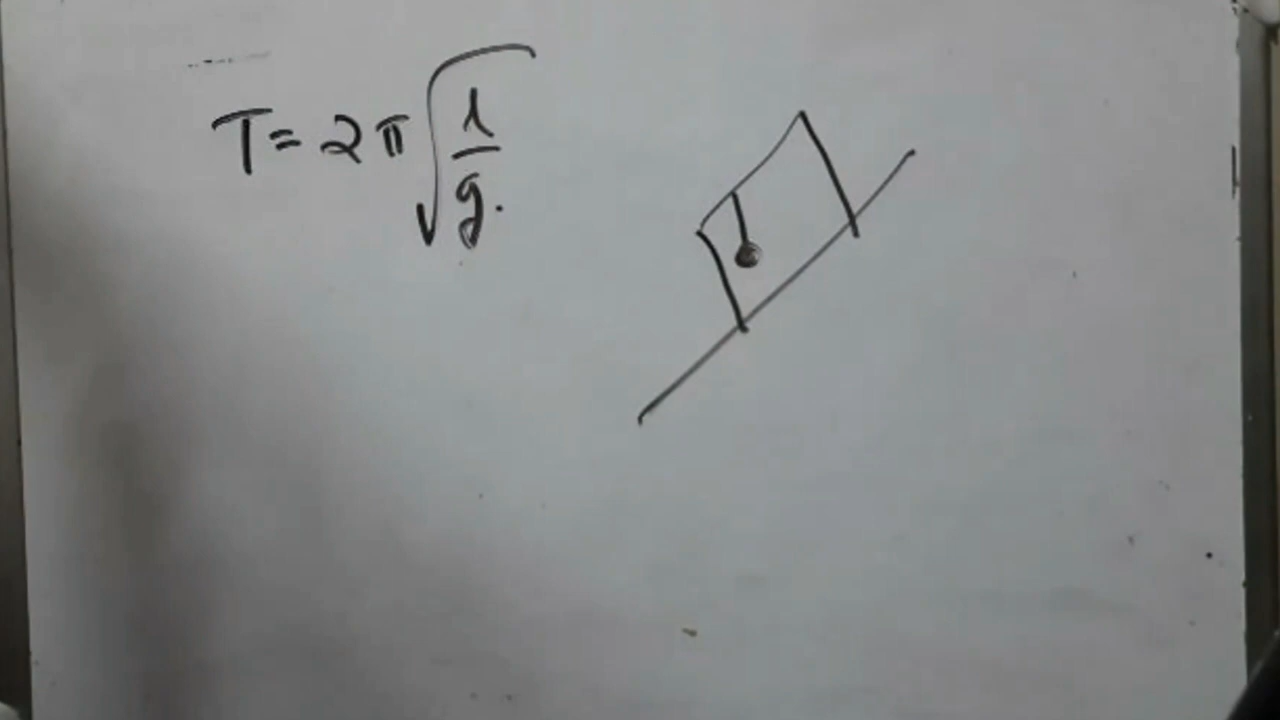 T = 2π√(l/g).